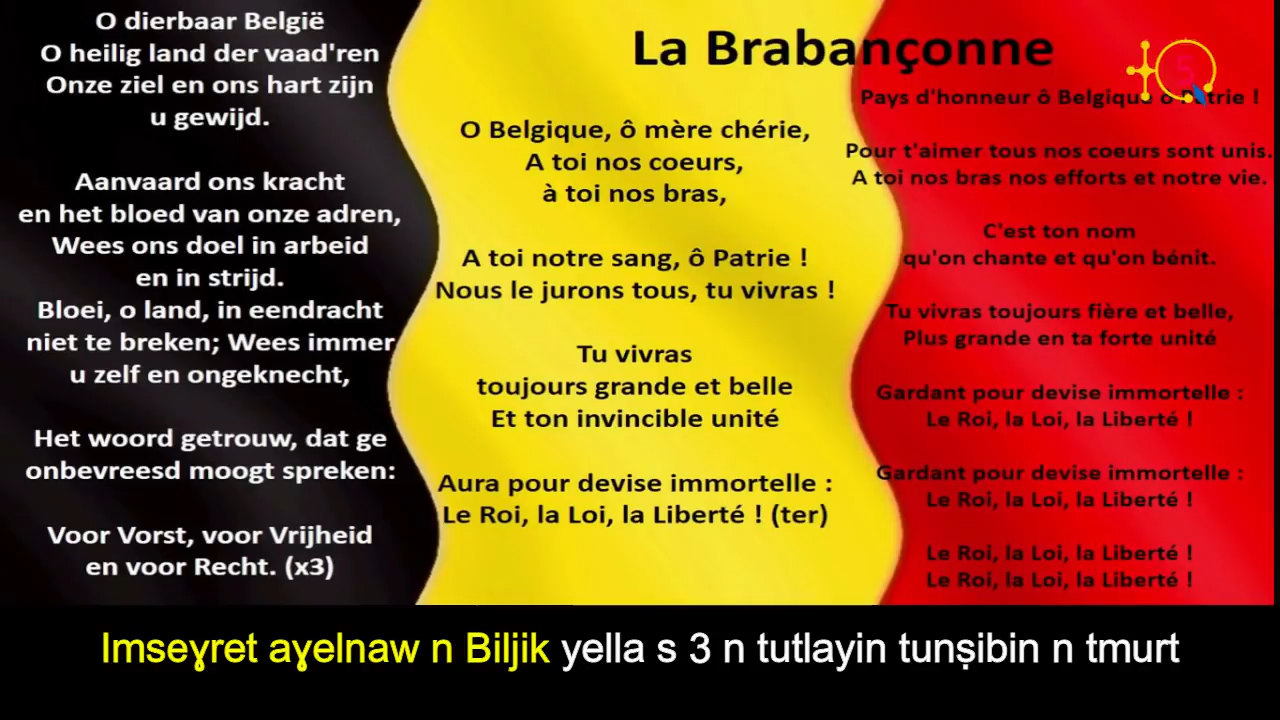 O dierbaar België
O heilig land der vaad'ren
Onze ziel en ons hart zijn
u gewijd.
Aanvaard ons kracht
en het bloed van onze adren,
Wees ons doel in arbeid
en in strijd.
Bloei, o land, in eendracht
niet te breken; Wees immer
u zelf en ongeknecht,
Het woord getrouw, dat ge
onbevreesd moogt spreken:
Voor Vorst, voor Vrijheid
en voor Recht. (x3)
La Brabançonne
O Belgique, ô mère chérie,
A toi nos coeurs,
à toi nos bras,
A toi notre sang, ô Patrie !
Nous le jurons tous, tu vivras !
Tu vivras
toujours grande et belle
Et ton invincible unité
Aura pour devise immortelle :
Le Roi, la Loi, la Liberté ! (ter)
5
Pays d'honneur ô Belgique ô Patrie !
Pour t'aimer tous nos coeurs sont unis.
A toi nos bras nos efforts et notre vie.
C'est ton nom
qu'on chante et qu'on bénit.
Tu vivras toujours fière et belle,
Plus grande en ta forte unité
Gardant pour devise immortelle :
Le Roi, la Loi, la Liberté !
Gardant pour devise immortelle :
Le Roi, la Loi, la Liberté !
Le Roi, la Loi, la Liberté !
Le Roi, la Loi, la Liberté !
Imseɣret aɣelnaw n Biljik yella s 3 n tutlayin tunṣibin n tmurt